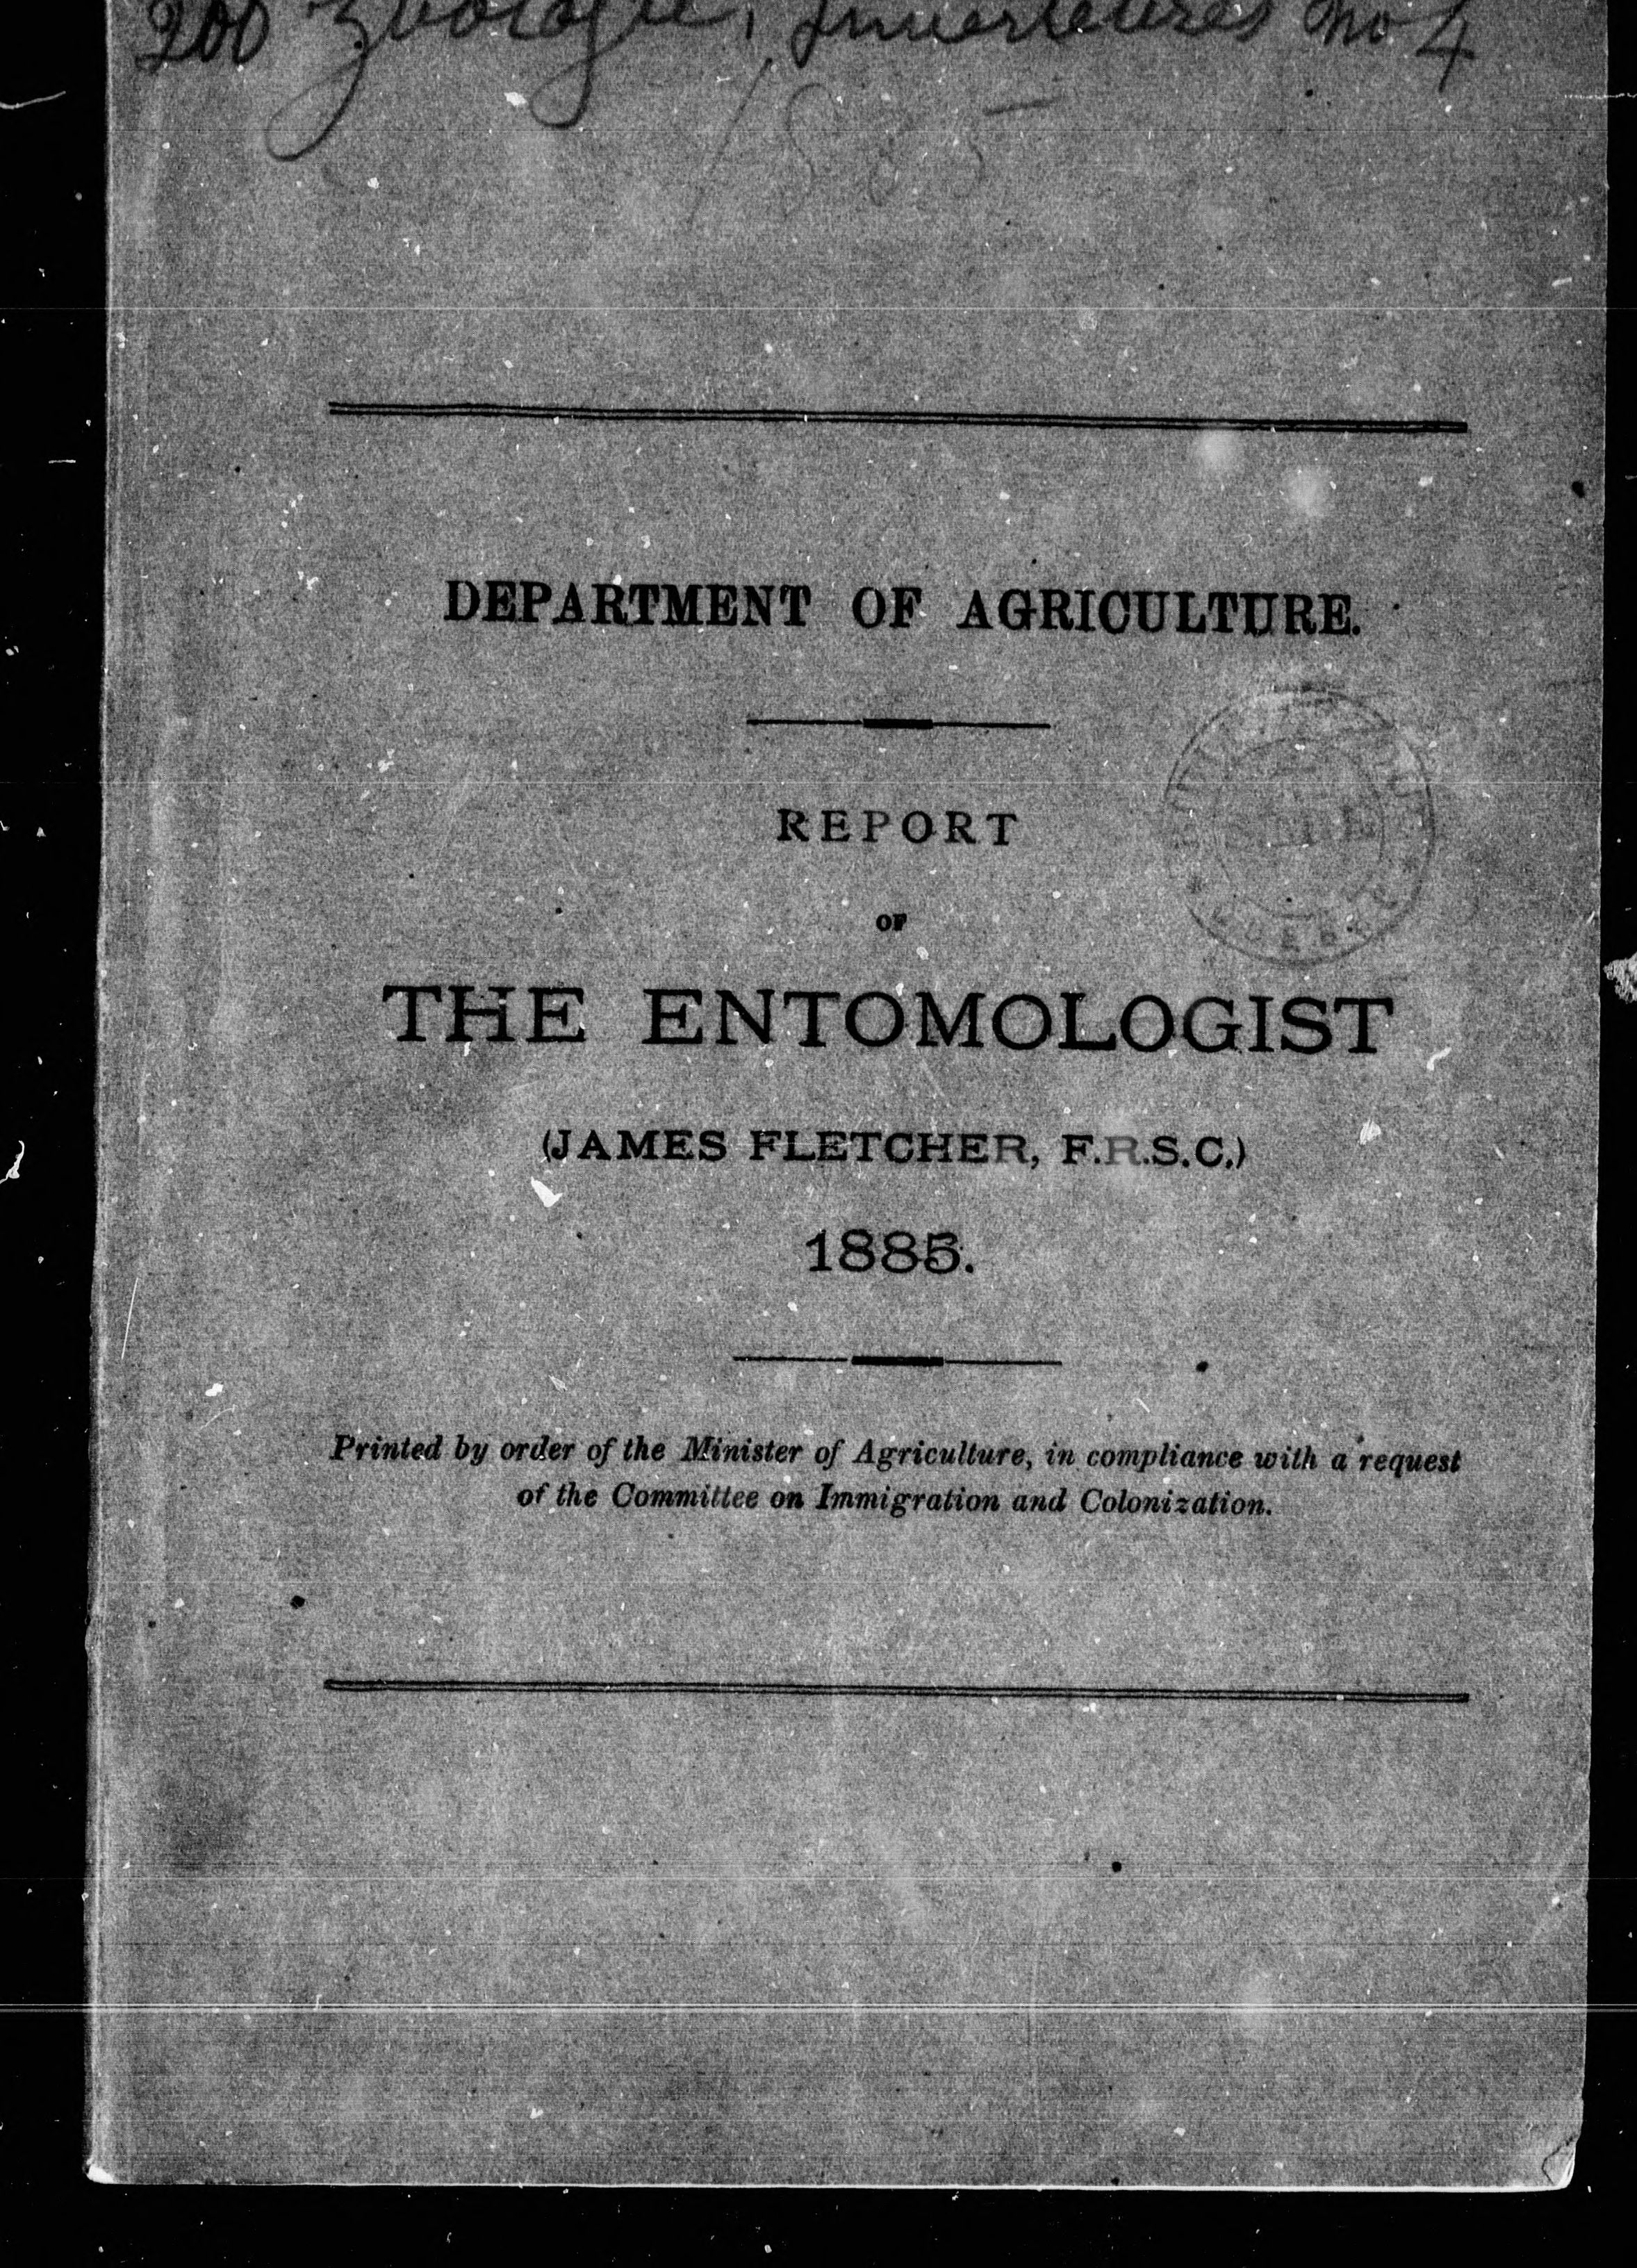 200 Zoologie, Invertébrés No 4
1885
DEPARTMENT OF AGRICULTURE.
REPORT
OF
THE ENTOMOLOGIST
(JAMES FLETCHER, F.R.S.C.)
1885.
Printed by order of the Minister of Agriculture, in compliance with a request
of the Committee on Immigration and Colonization.